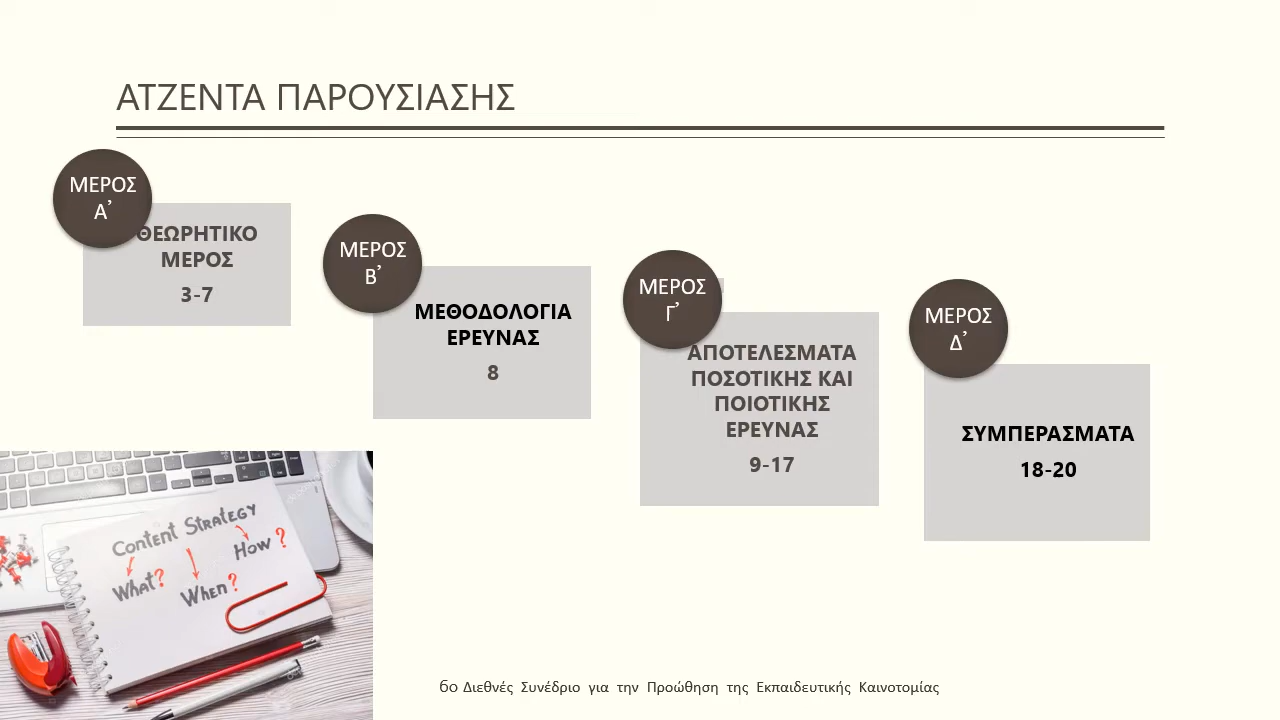 ΑΤΖΕΝΤΑ ΠΑΡΟΥΣΙΑΣΗΣ
ΜΕΡΟΣ
Α’
ΘΕΩΡΗΤΙΚΟ
ΜΕΡΟΣ
3-7
ΜΕΡΟΣ
Β’
ΜΕΘΟΔΟΛΟΓΙΑ
ΕΡΕΥΝΑΣ
8
ΜΕΡΟΣ
Γ’
ΑΠΟΤΕΛΕΣΜΑΤΑ
ΠΟΣΟΤΙΚΗΣ ΚΑΙ
ΠΟΙΟΤΙΚΗΣ
ΕΡΕΥΝΑΣ
9-17
ΜΕΡΟΣ
Δ’
ΣΥΜΠΕΡΑΣΜΑΤΑ
18-20
Content Strategy
What?
When?
How?
6ο Διεθνές Συνέδριο για την Προώθηση της Εκπαιδευτικής Καινοτομίας